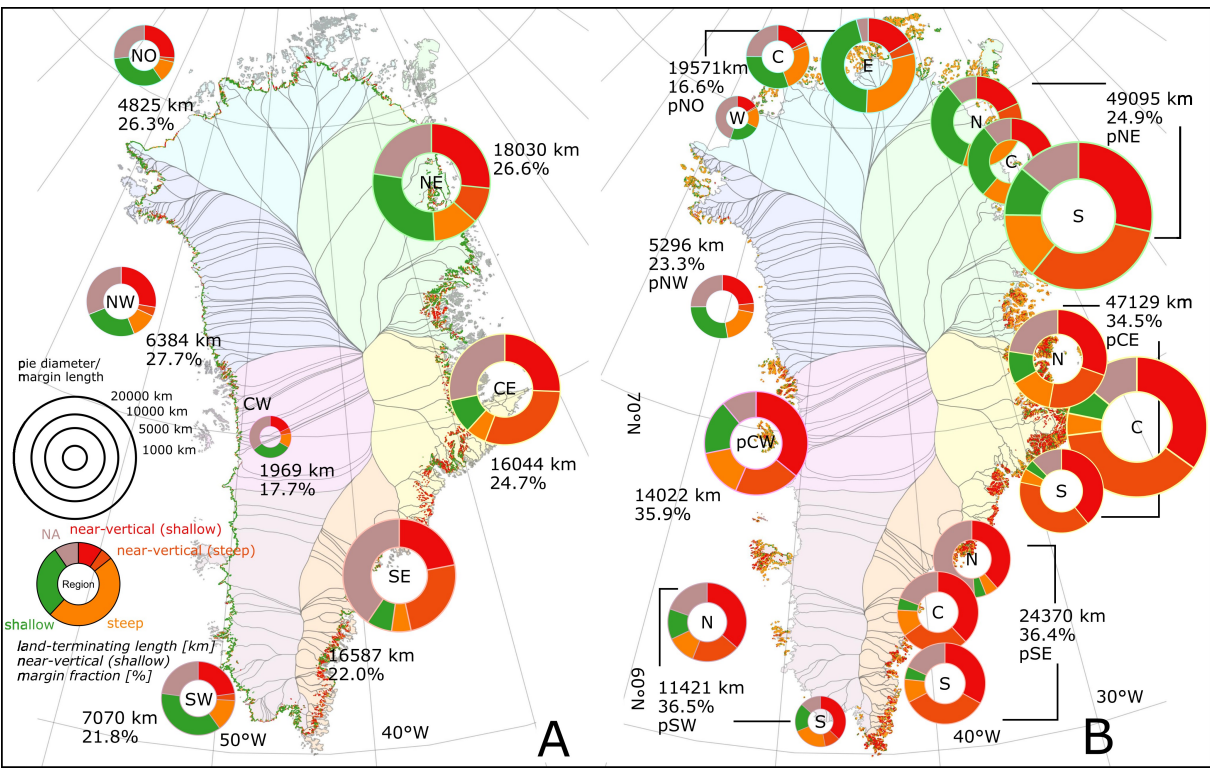 NO
4825 km
26.3%
18030 km
26.6%
NE
NW
6384 km
27.7%
pie diameter/
margin length
20000 km
10000 km
5000 km
1000 km
CW
1969 km
17.7%
CE
16044 km
24.7%
NA
near-vertical (shallow)
near-vertical (steep)
Region
shallow
steep
land-terminating length [km]
near-vertical (shallow)
margin fraction [%]
SE
16587 km
22.0%
SW
7070 km
21.8%
50°W
40°W
A
C
E
19571km
16.6%
pNO
W
N
C
S
49095 km
24.9%
pNE
5296 km
23.3%
pNW
47129 km
34.5%
pCE
N
C
S
70°N
pCW
14022 km
35.9%
N
C
S
24370 km
36.4%
pSE
N
60°N
11421 km
36.5%
pSW
S
30°W
40°W
B